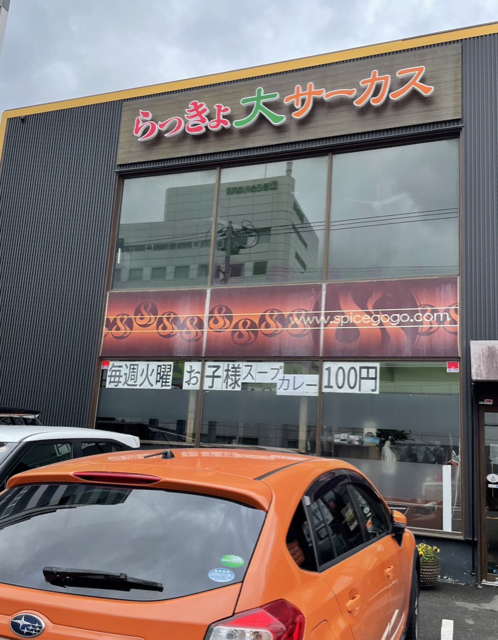 らっきょ大サーカス
www.spicegogo.com
毎週火曜 お子様スープカレー 100円